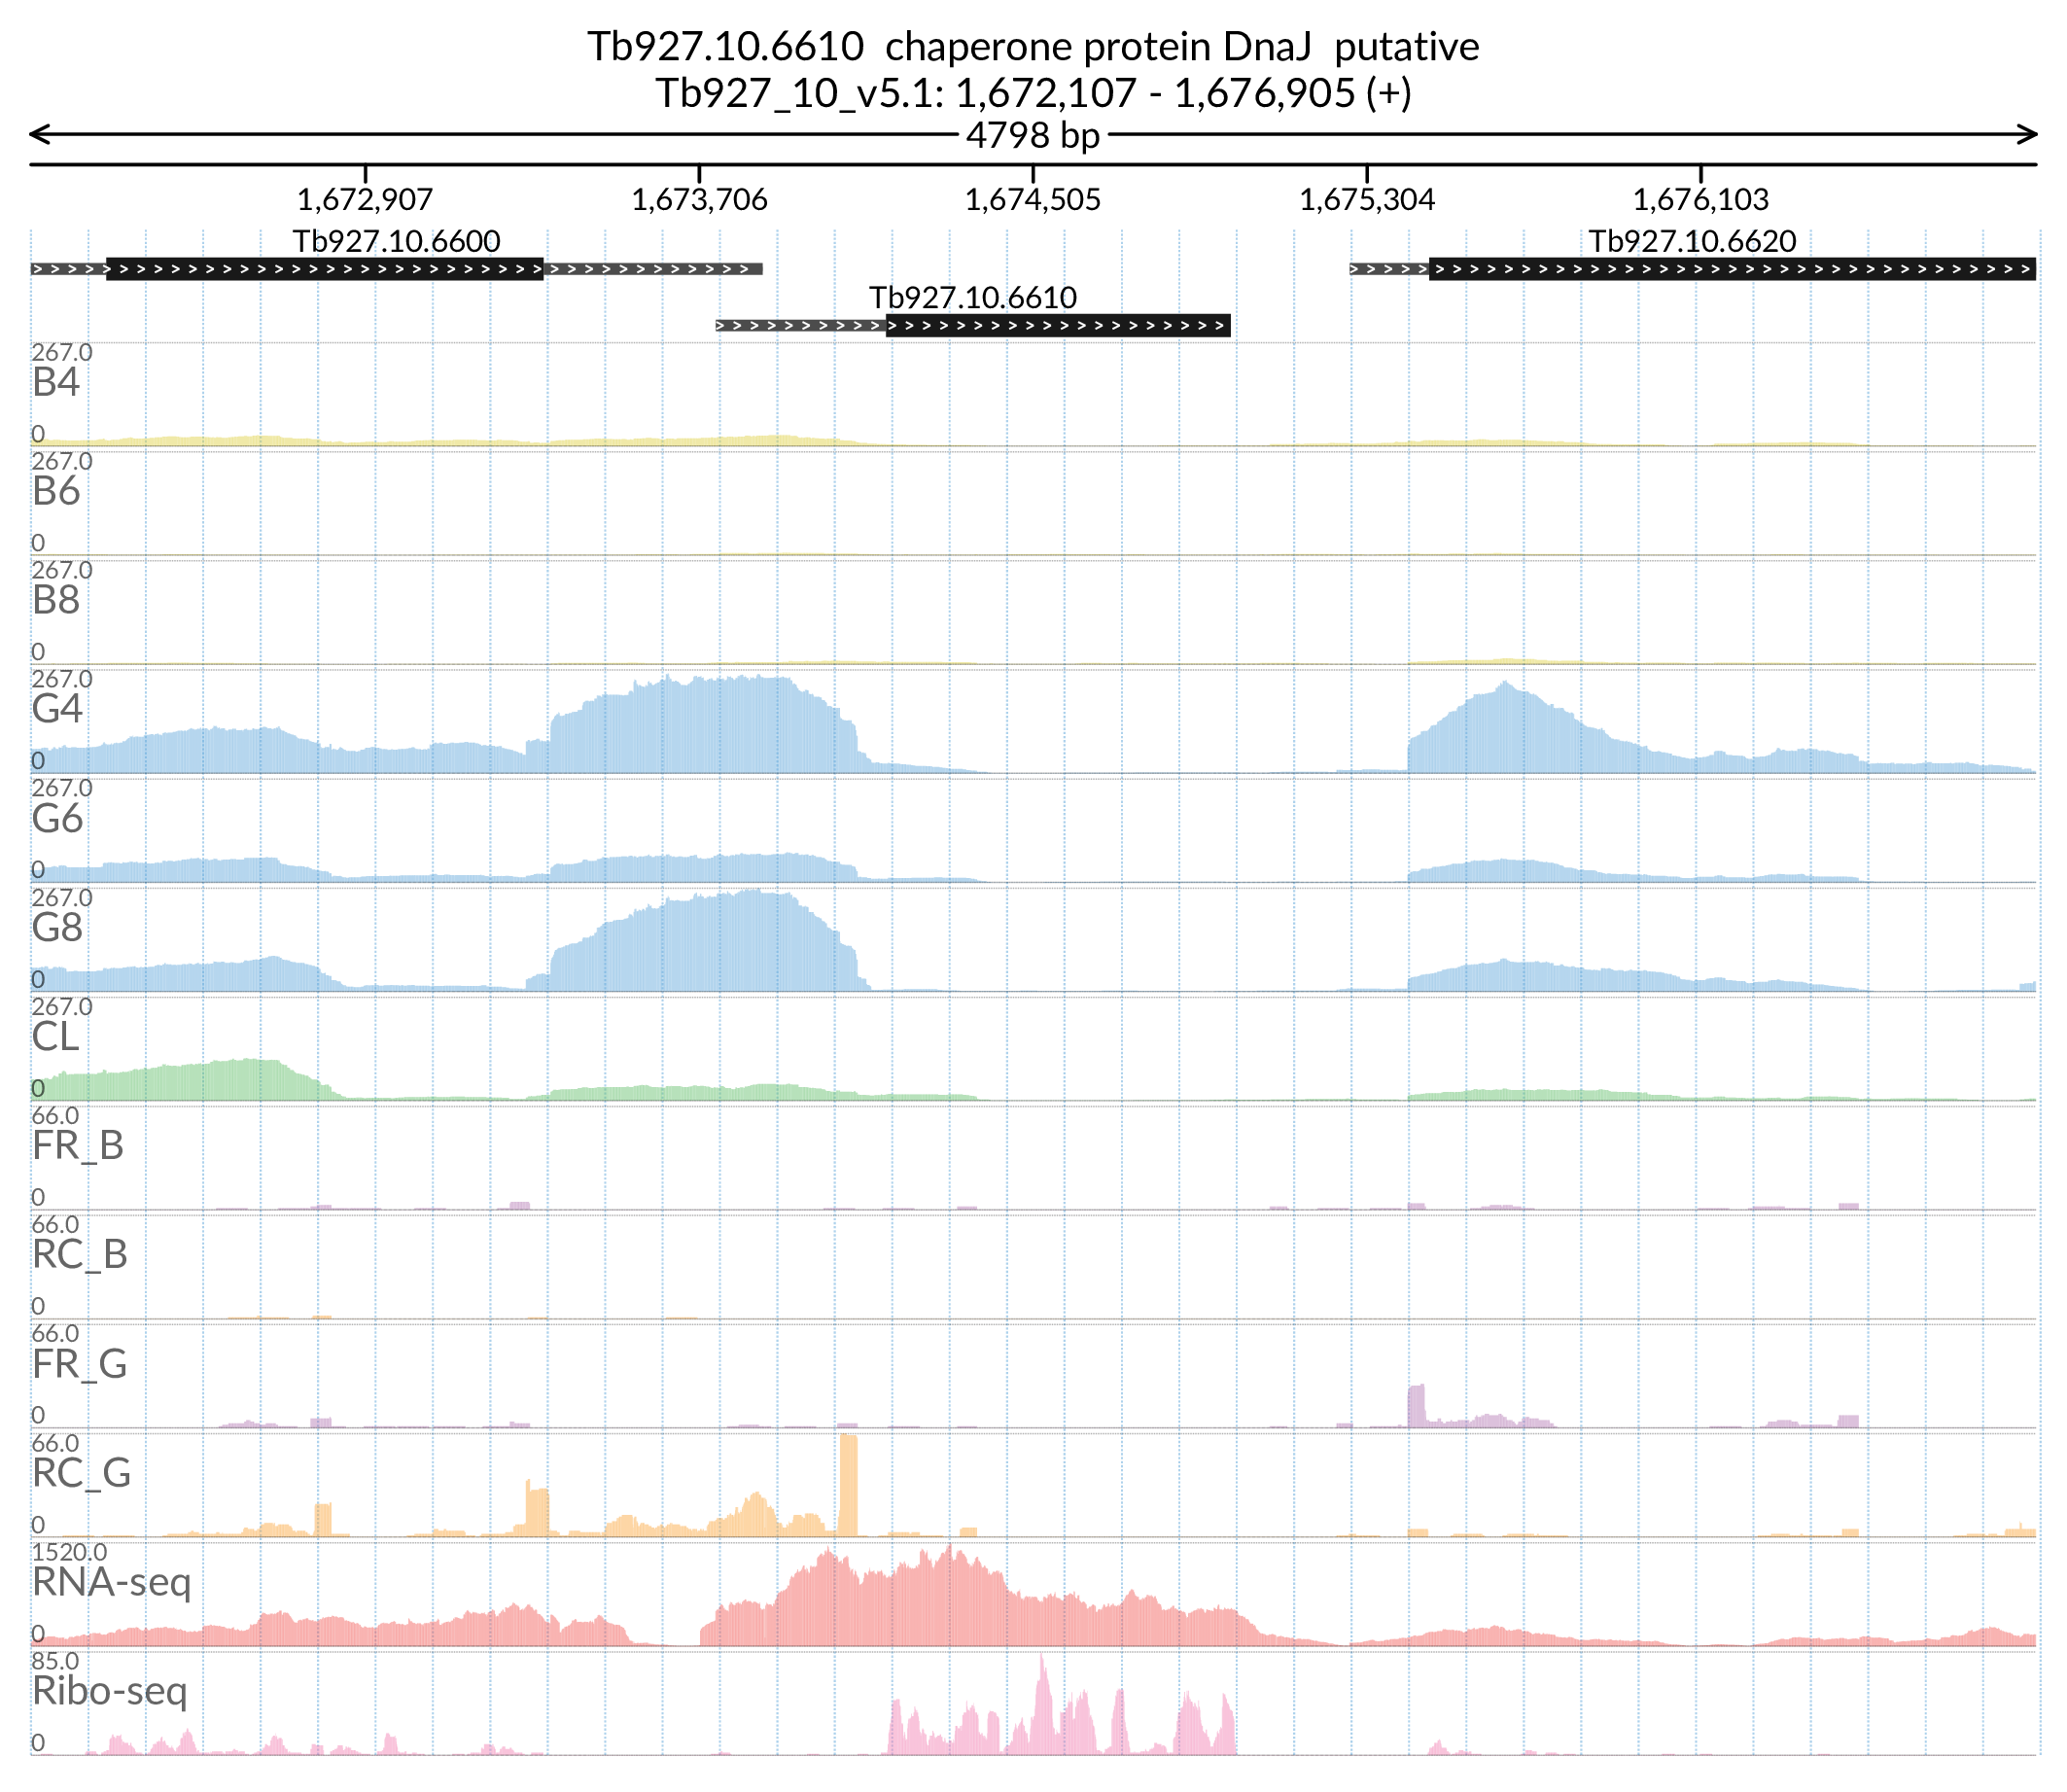 Tb927.10.6610 chaperone protein DnaJ putative
Tb927_10_v5.1: 1,672,107 - 1,676,905 (+)
4798 bp
1,672,907 1,673,706 1,674,505 1,675,304 1,676,103
Tb927.10.6600 Tb927.10.6620
Tb927.10.6610
267.0
B4
0
267.0
B6
0
267.0
B8
0
267.0
G4
0
267.0
G6
0
267.0
G8
0
267.0
CL
0
66.0
FR_B
0
66.0
RC_B
0
66.0
FR_G
0
66.0
RC_G
0
1520.0
RNA-seq
0
85.0
Ribo-seq
0